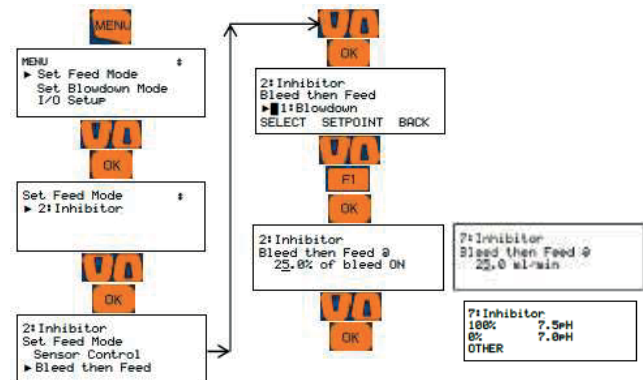 MENU
MENU
Set Feed Mode
Set Blowdown Mode
I/O Setup
OK
Set Feed Mode
2:Inhibitor
OK
2:Inhibitor
Set Feed Mode
Sensor Control
Bleed then Feed
OK
2:Inhibitor
Bleed then Feed
1:Blowdown
SELECT SETPOINT BACK
F1
OK
2:Inhibitor
Bleed then Feed @
25.0% of bleed ON
OK
7:Inhibitor
Bleed then Feed @
25.0 ml-min
7:Inhibitor
100% 7.5pH
0% 7.0pH
OTHER